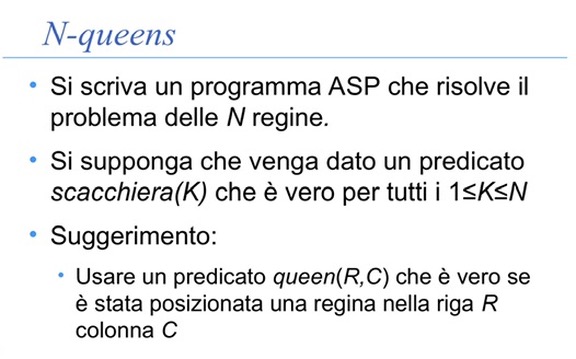 N-queens
• Si scriva un programma ASP che risolve il
problema delle N regine.
• Si supponga che venga dato un predicato
scacchiera(K) che è vero per tutti i 1≤K≤N
• Suggerimento:
• Usare un predicato queen(R,C) che è vero se
è stata posizionata una regina nella riga R
colonna C